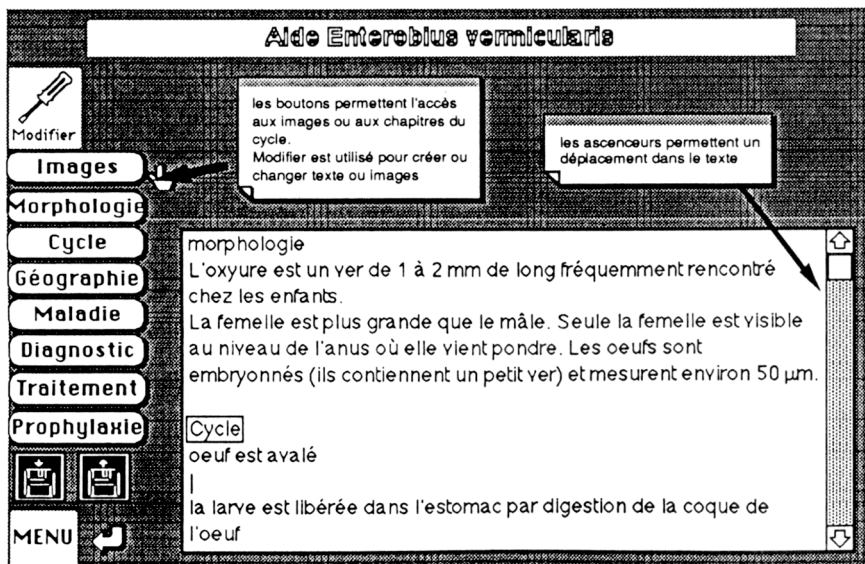 Aide Enterobius vermicularis
Modifier
les boutons permettent l'accès
aux images ou aux chapitres du
cycle.
Modifier est utilisé pour créer ou
changer texte ou images
les ascenceurs permettent un
déplacement dans le texte
Images
Morphologie
Cycle
Géographie
Maladie
Diagnostic
Traitement
Prophylaxie
MENU
morphologie
L'oxyure est un ver de 1 à 2 mm de long fréquemment rencontré
chez les enfants.
La femelle est plus grande que le mâle. Seule la femelle est visible
au niveau de l'anus où elle vient pondre. Les oeufs sont
embryonnés (ils contiennent un petit ver) et mesurent environ 50 µm.
Cycle
oeuf est avalé
|
la larve est libérée dans l'estomac par digestion de la coque de
l'oeuf